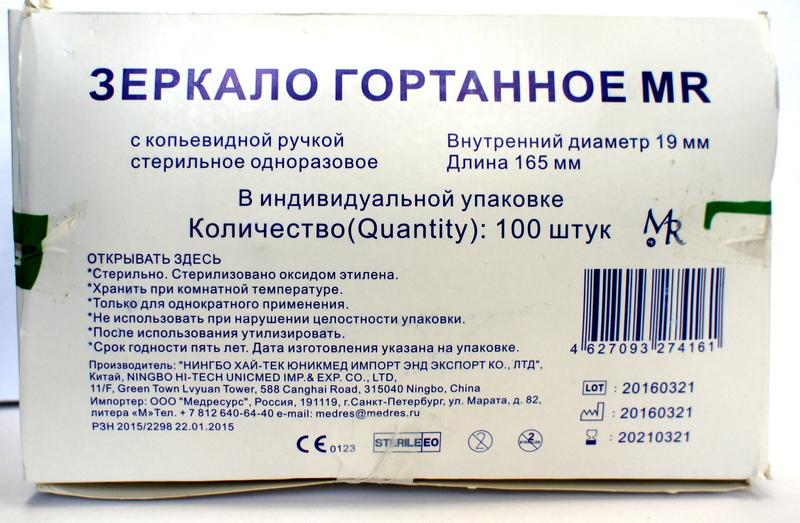 ЗЕРКАЛО ГОРТАННОЕ MR
с копьевидной ручкой
стерильное одноразовое
Внутренний диаметр 19 мм
Длина 165 мм
В индивидуальной упаковке
Количество(Quantity): 100 штук
MR
ОТКРЫВАТЬ ЗДЕСЬ
*Стерильно. Стерилизовано оксидом этилена.
*Хранить при комнатной температуре.
*Только для однократного применения.
*Не использовать при нарушении целостности упаковки.
*После использования утилизировать.
*Срок годности пять лет. Дата изготовления указана на упаковке.
4 627093 274161
Производитель: "НИНГБО ХАЙ-ТЕК ЮНИКМЕД ИМПОРТ ЭНД ЭКСПОРТ КО., ЛТД",
Китай, NINGBO HI-TECH UNICMED IMP.& EXP. CO., LTD,
11/F, Green Town Lvyuan Tower, 588 Canghai Road, 315040 Ningbo, China
Импортер: ООО "Медресурс", Россия, 191119, г.Санкт-Петербург, ул. Марата, д. 82,
литера «М»Тел. + 7 812 640-64-40 e-mail: medres@medres.ru
РЗН 2015/2298 22.01.2015
LOT : 20160321
: 20160321
: 20210321
CE 0123
STERILE EO
2
2